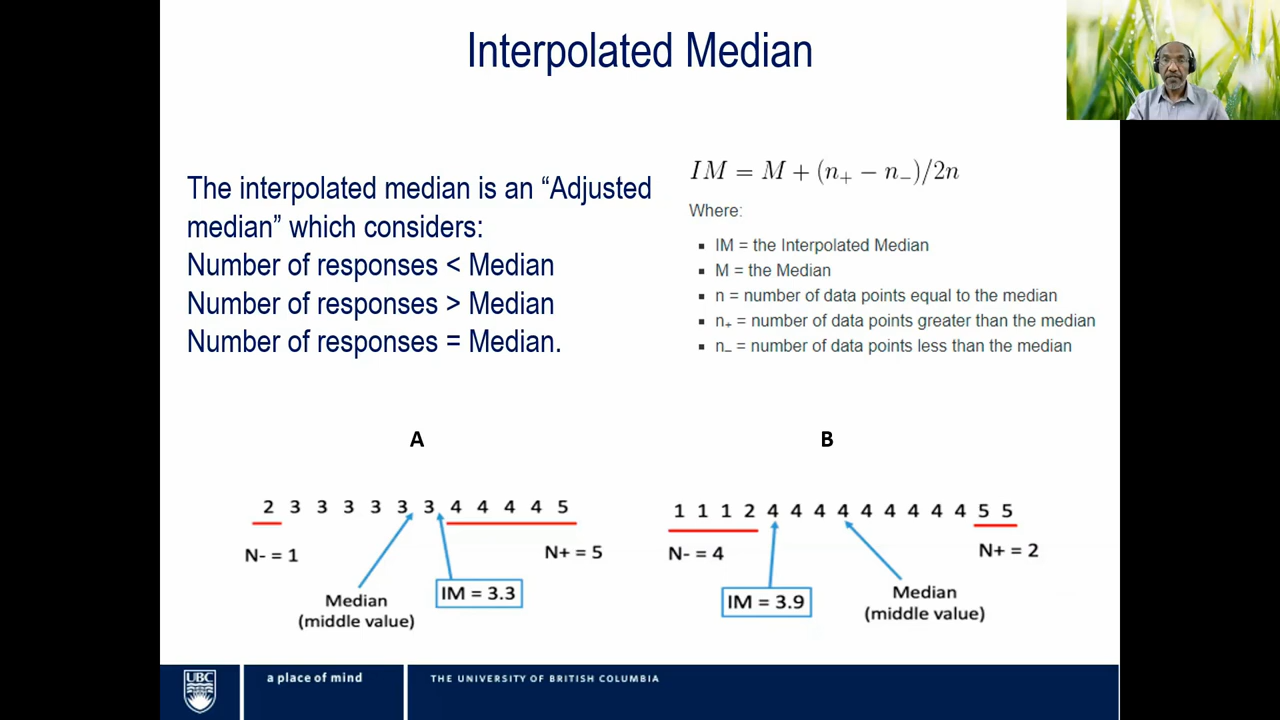 Interpolated Median
The interpolated median is an “Adjusted
median” which considers:
Number of responses < Median
Number of responses > Median
Number of responses = Median.
IM = M + (n₊ − n₋)/2n
Where:
▪ IM = the Interpolated Median
▪ M = the Median
▪ n = number of data points equal to the median
▪ n₊ = number of data points greater than the median
▪ n₋ = number of data points less than the median
A
2 3 3 3 3 3 3 4 4 4 4 5
N- = 1
N+ = 5
IM = 3.3
Median
(middle value)
B
1 1 1 2 4 4 4 4 4 4 4 4 4 5 5
N- = 4
N+ = 2
IM = 3.9
Median
(middle value)
UBC
a place of mind
THE UNIVERSITY OF BRITISH COLUMBIA